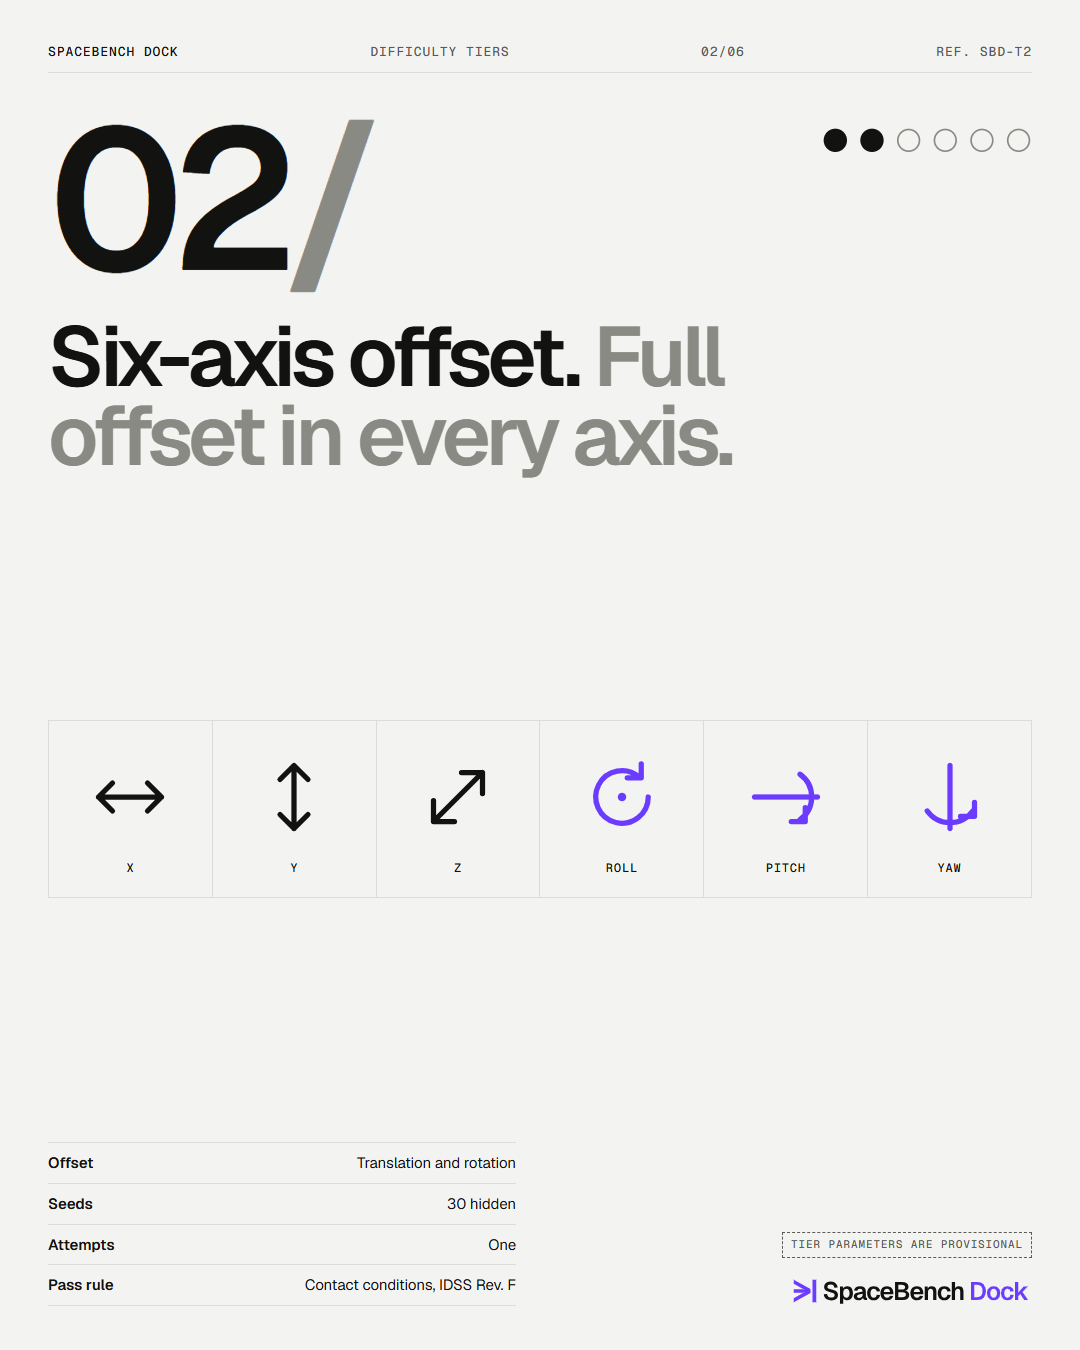 SPACEBENCH DOCK
DIFFICULTY TIERS
02/06
REF. SBD-T2
02/
Six-axis offset. Full
offset in every axis.
X
Y
Z
ROLL
PITCH
YAW
Offset Translation and rotation
Seeds 30 hidden
Attempts One
Pass rule Contact conditions, IDSS Rev. F
TIER PARAMETERS ARE PROVISIONAL
SpaceBench Dock